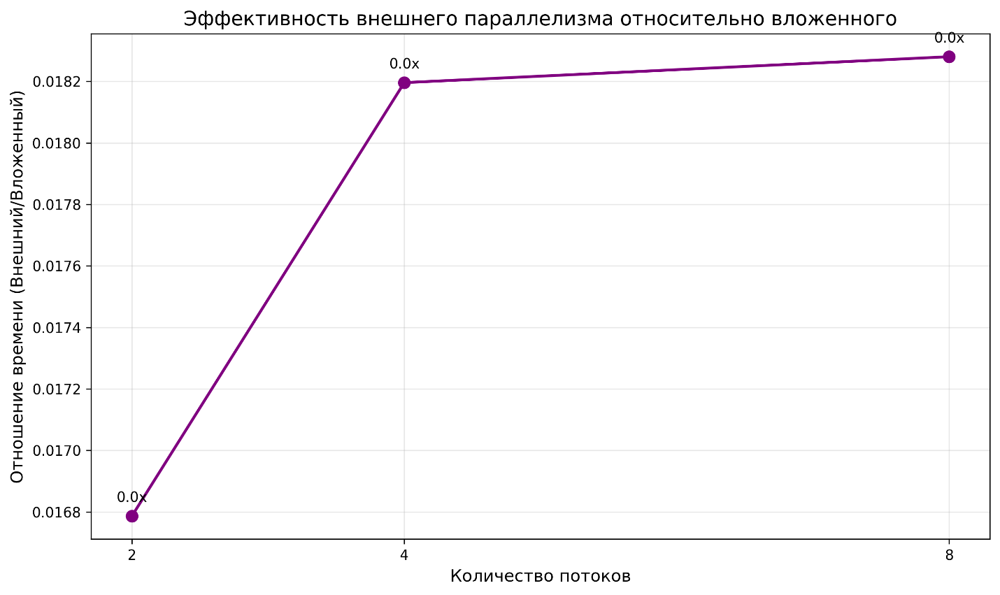 Эффективность внешнего параллелизма относительно вложенного
Отношение времени (Внешний/Вложенный)
0.0x
0.0x
0.0x
0.0182
0.0180
0.0178
0.0176
0.0174
0.0172
0.0170
0.0168
2
4
8
Количество потоков